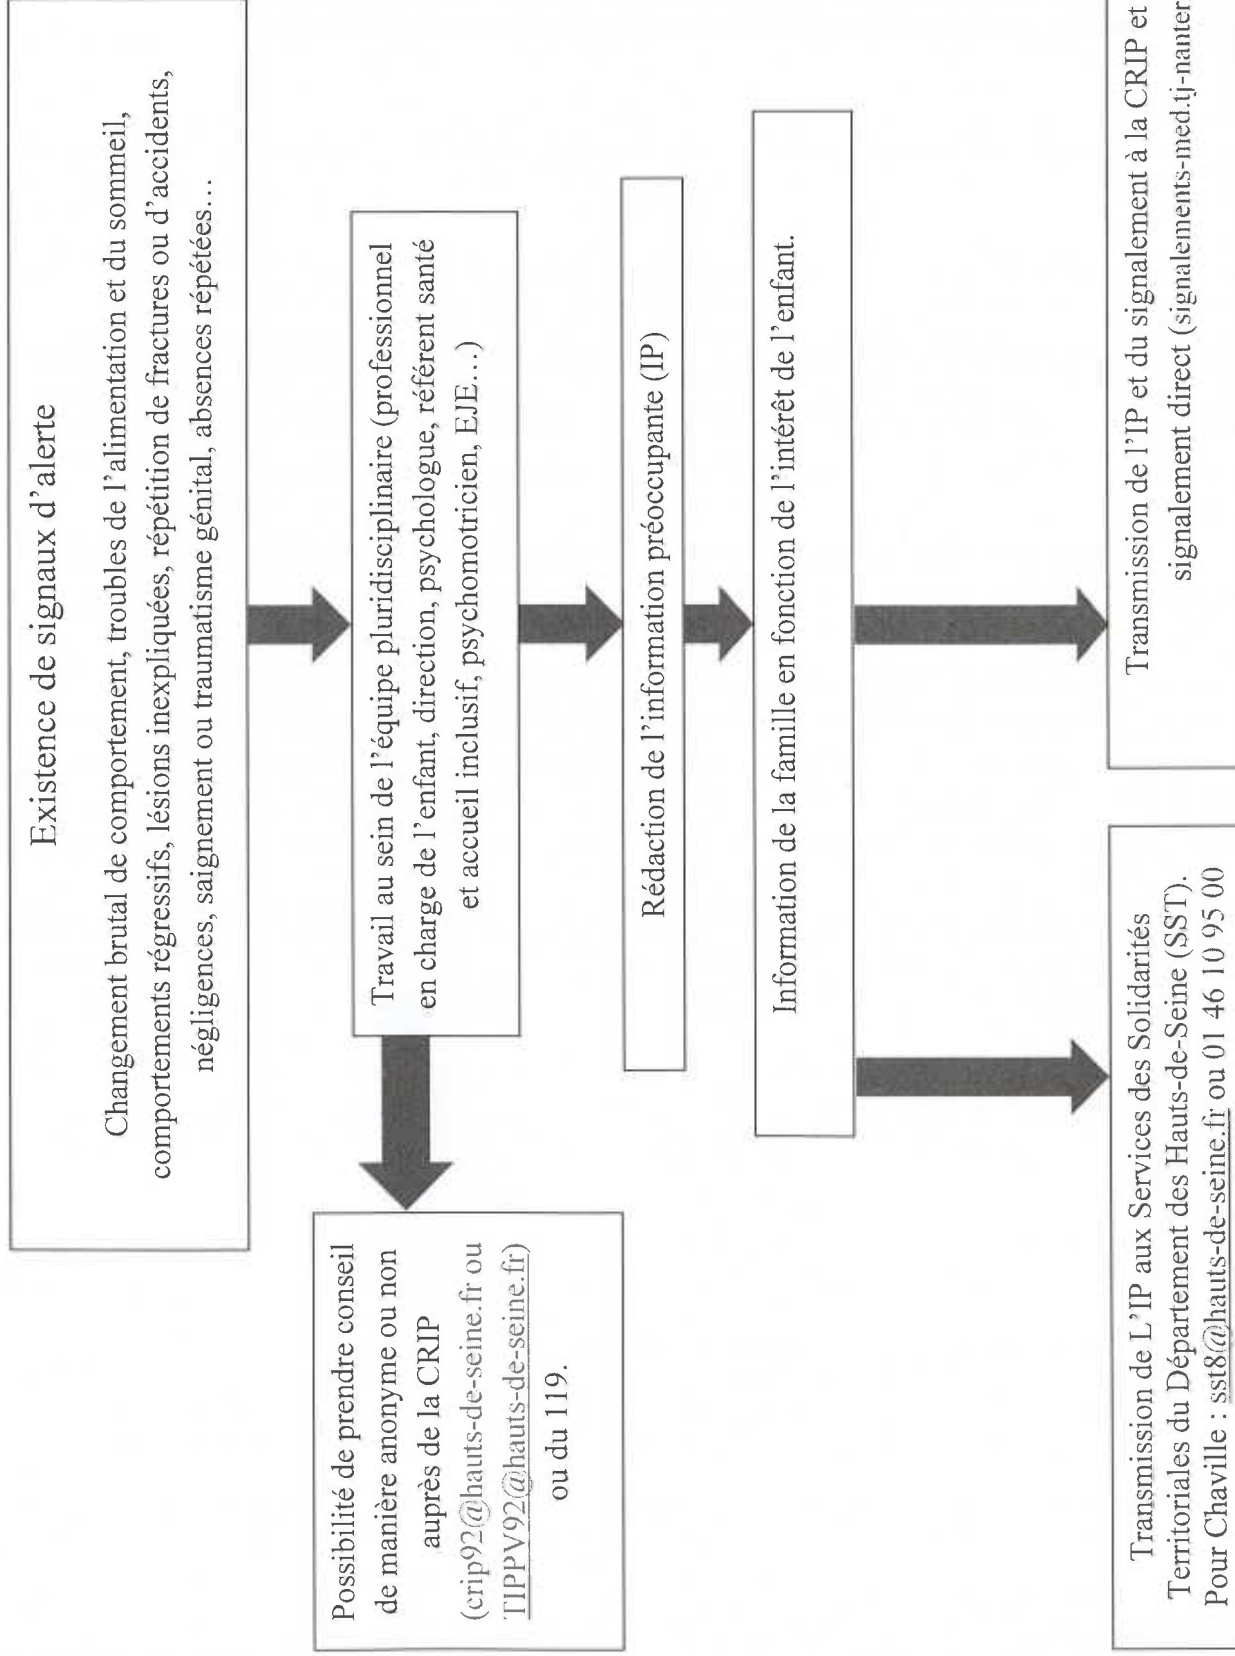 Existence de signaux d'alerte
Changement brutal de comportement, troubles de l'alimentation et du sommeil,
comportements régressifs, lésions inexpliquées, répétition de fractures ou d'accidents,
négligences, saignement ou traumatisme génital, absences répétées…
Travail au sein de l'équipe pluridisciplinaire (professionnel
en charge de l'enfant, direction, psychologue, référent santé
et accueil inclusif, psychomotricien, EJE…)
Possibilité de prendre conseil
de manière anonyme ou non
auprès de la CRIP
(crip92@hauts-de-seine.fr ou
TIPPV92@hauts-de-seine.fr)
ou du 119.
Rédaction de l'information préoccupante (IP)
Information de la famille en fonction de l'intérêt de l'enfant.
Transmission de L'IP aux Services des Solidarités
Territoriales du Département des Hauts-de-Seine (SST).
Pour Chaville : sst8@hauts-de-seine.fr ou 01 46 10 95 00
Transmission de l'IP et du signalement à la CRIP et
signalement direct (signalements-med.tj-nanter